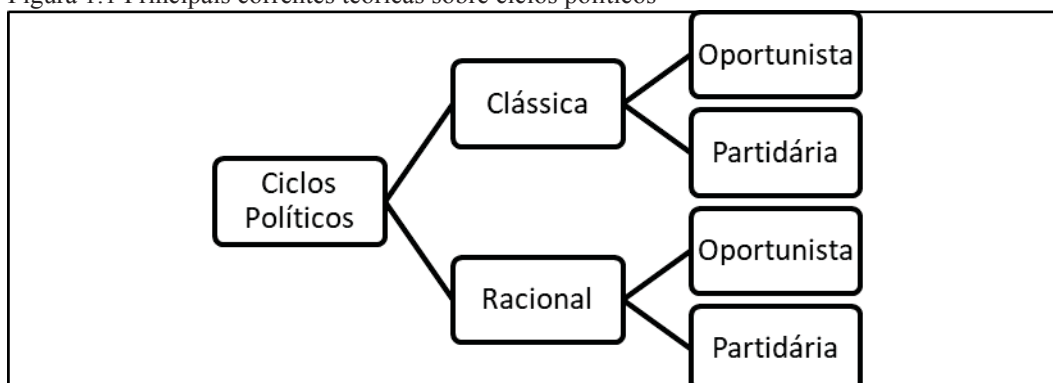 Figura 1.1 Principais correntes teóricas sobre ciclos políticos
Oportunista
Clássica
Partidária
Ciclos
Políticos
Oportunista
Racional
Partidária